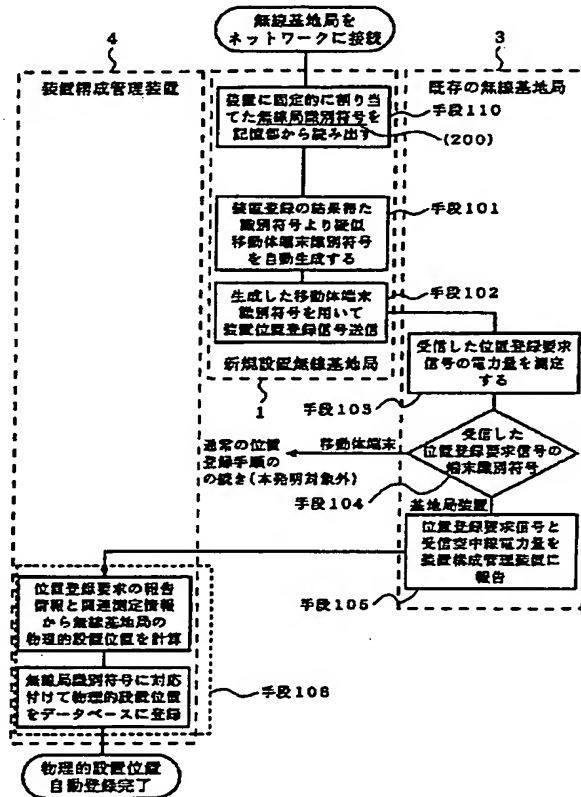 無線基地局を
ネットワークに接続
4
3
装置構成管理装置
既存の無線基地局
装置に固定的に割り当
てた無線局識別符号を
記憶部から読み出す
手段110
(200)
装置登録の結果得た
識別符号より疑似
移動体端末識別符号
を自動生成する
手段101
生成した移動体端末
識別符号を用いて
装置位置登録信号送信
手段102
新規設置無線基地局
1
受信した位置登録要求
信号の電力量を測定
する
手段103
受信した
位置登録要求信号の
端末識別符号
手段104
移動体端末
通常の位置
登録手順の
の続き(本発明対象外)
基地局装置
位置登録要求信号と
受信空中線電力量を
装置構成管理装置に
報告
手段105
位置登録要求の報告
情報と関連測定情報
から無線基地局の
物理的設置位置を計算
無線局識別符号に対応
付けて物理的設置位置
をデータベースに登録
手段106
物理的設置位置
自動登録完了